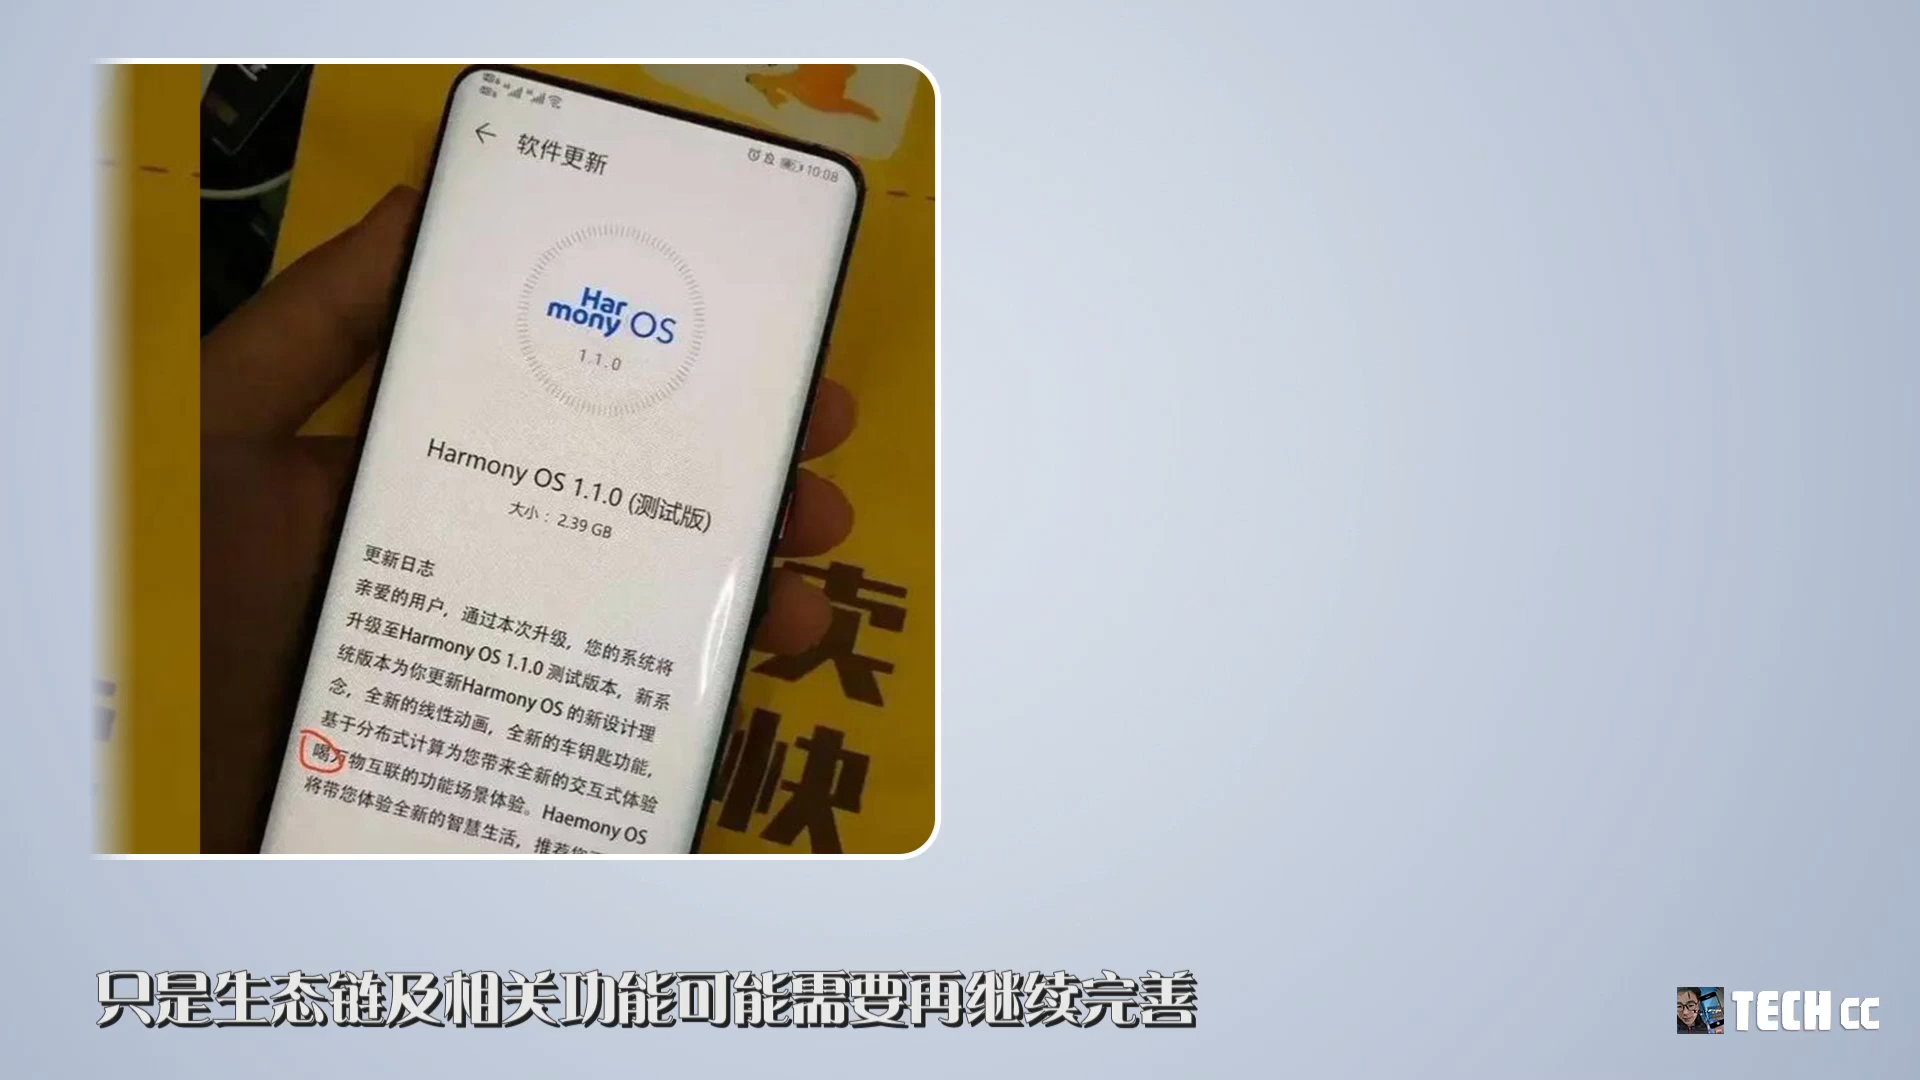 软件更新
10:08
Har
mony OS
1.1.0
Harmony OS 1.1.0 (测试版)
大小： 2.39 GB
更新日志
亲爱的用户，通过本次升级，您的系统将
升级至Harmony OS 1.1.0 测试版本，新系
统版本为你更新Harmony OS 的新设计理
念，全新的线性动画，全新的车钥匙功能，
基于分布式计算为您带来全新的交互式体验
喝万物互联的功能场景体验。Haemony OS
将带您体验全新的智慧生活，推荐您
卖
快
只是生态链及相关功能可能需要再继续完善
TECH CC